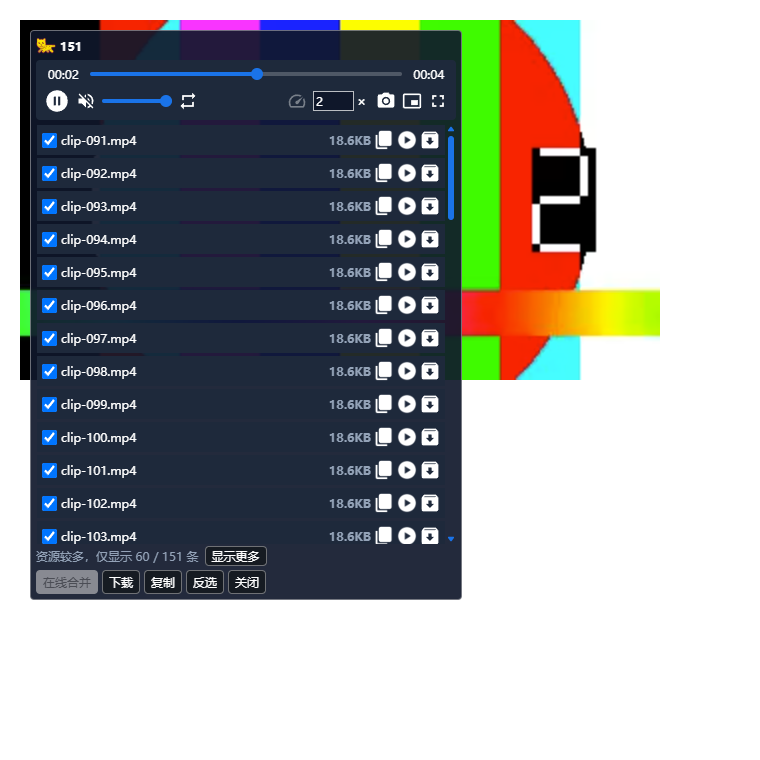 151
00:02 00:04
2 ×
clip-091.mp4 18.6KB
clip-092.mp4 18.6KB
clip-093.mp4 18.6KB
clip-094.mp4 18.6KB
clip-095.mp4 18.6KB
clip-096.mp4 18.6KB
clip-097.mp4 18.6KB
clip-098.mp4 18.6KB
clip-099.mp4 18.6KB
clip-100.mp4 18.6KB
clip-101.mp4 18.6KB
clip-102.mp4 18.6KB
clip-103.mp4 18.6KB
资源较多，仅显示 60 / 151 条 显示更多
在线合并 下载 复制 反选 关闭
2